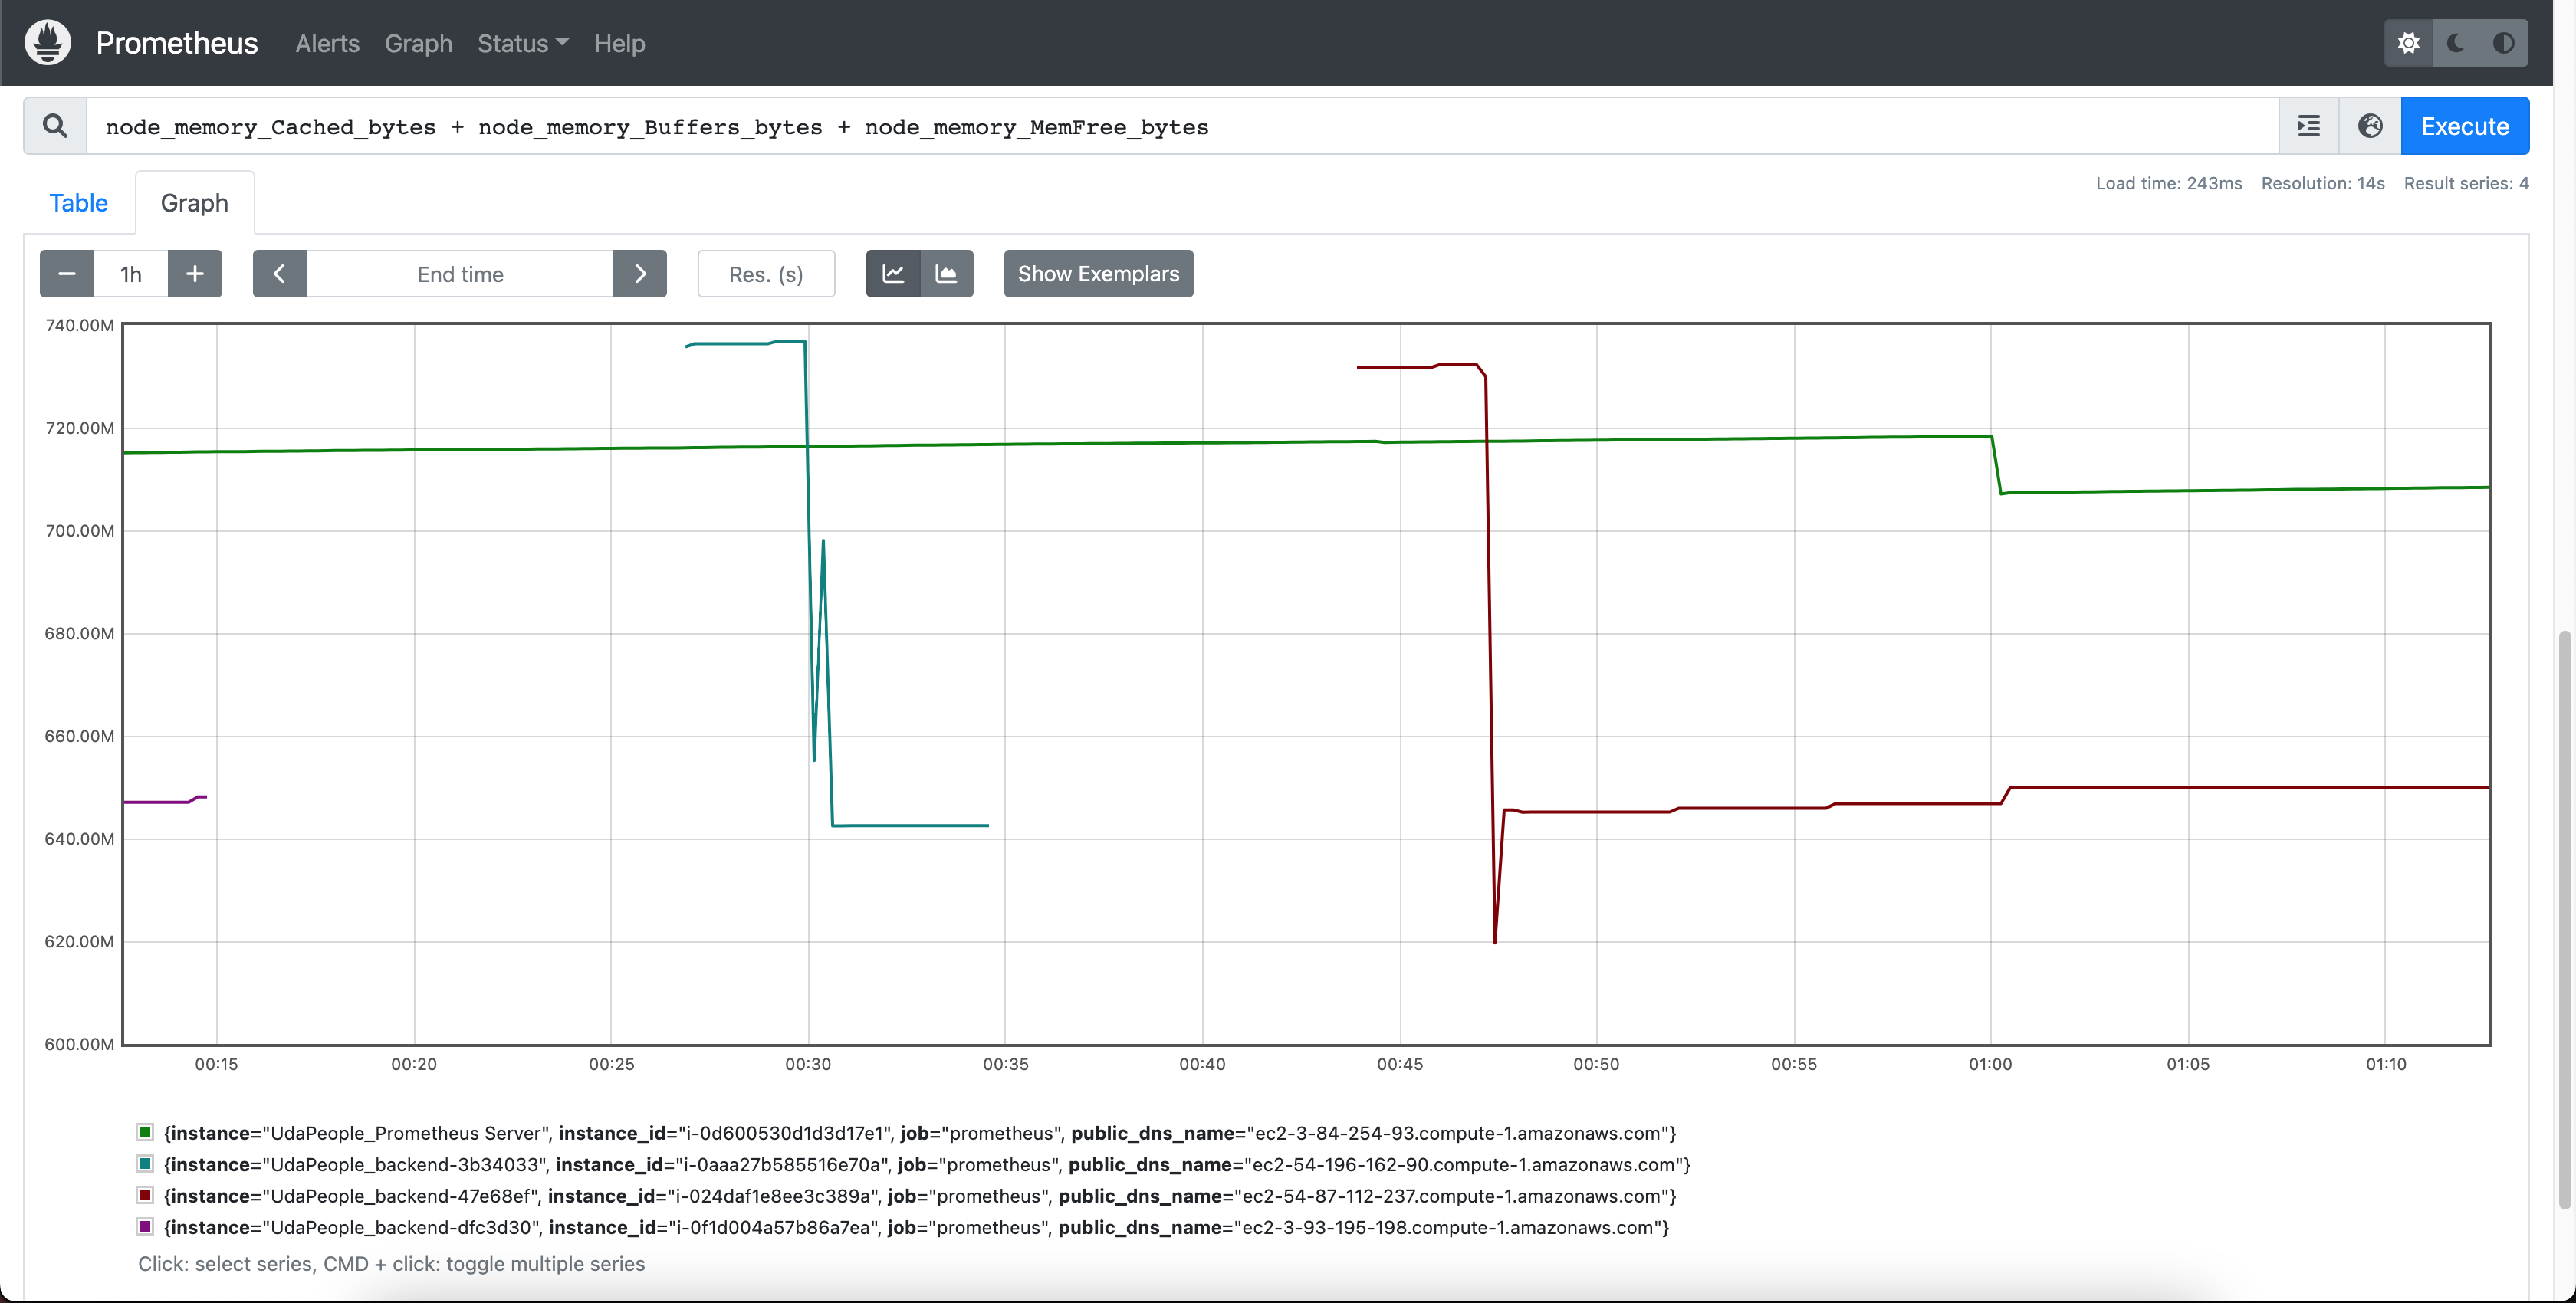 Prometheus Alerts Graph Status Help
node_memory_Cached_bytes + node_memory_Buffers_bytes + node_memory_MemFree_bytes
Execute
Load time: 243ms Resolution: 14s Result series: 4
Table Graph
1h End time Res. (s) Show Exemplars
740.00M
720.00M
700.00M
680.00M
660.00M
640.00M
620.00M
600.00M
00:15 00:20 00:25 00:30 00:35 00:40 00:45 00:50 00:55 01:00 01:05 01:10
{instance="UdaPeople_Prometheus Server", instance_id="i-0d600530d1d3d17e1", job="prometheus", public_dns_name="ec2-3-84-254-93.compute-1.amazonaws.com"}
{instance="UdaPeople_backend-3b34033", instance_id="i-0aaa27b585516e70a", job="prometheus", public_dns_name="ec2-54-196-162-90.compute-1.amazonaws.com"}
{instance="UdaPeople_backend-47e68ef", instance_id="i-024daf1e8ee3c389a", job="prometheus", public_dns_name="ec2-54-87-112-237.compute-1.amazonaws.com"}
{instance="UdaPeople_backend-dfc3d30", instance_id="i-0f1d004a57b86a7ea", job="prometheus", public_dns_name="ec2-3-93-195-198.compute-1.amazonaws.com"}
Click: select series, CMD + click: toggle multiple series